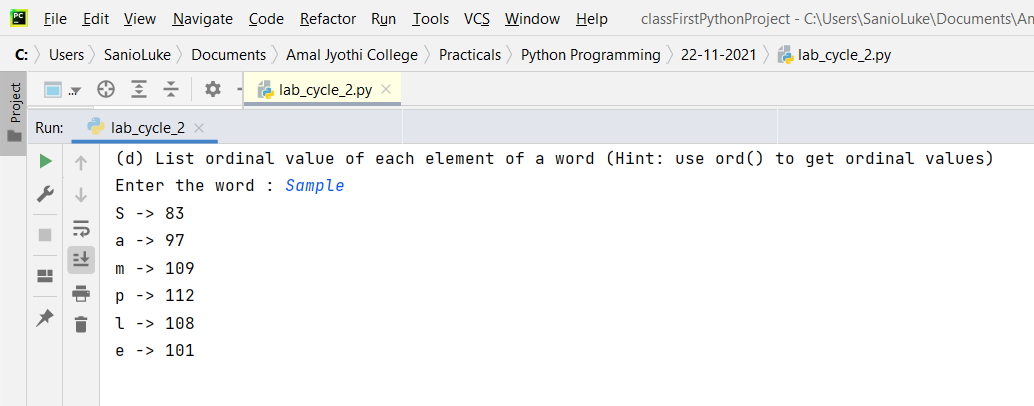 PC File Edit View Navigate Code Refactor Run Tools VCS Window Help classFirstPythonProject - C:\Users\SanioLuke\Documents\Am
C: Users SanioLuke Documents Amal Jyothi College Practicals Python Programming 22-11-2021 lab_cycle_2.py
Project
.. lab_cycle_2.py
Run: lab_cycle_2
(d) List ordinal value of each element of a word (Hint: use ord() to get ordinal values)
Enter the word : Sample
S -> 83
a -> 97
m -> 109
p -> 112
l -> 108
e -> 101